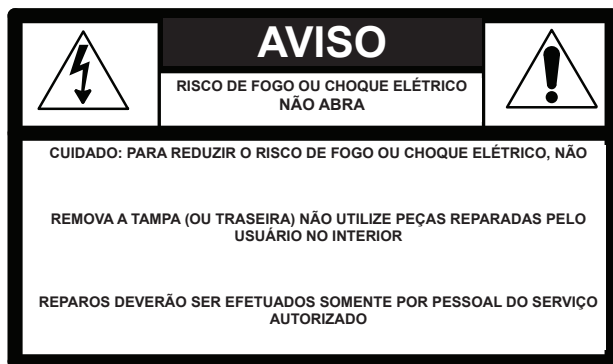 AVISO
RISCO DE FOGO OU CHOQUE ELÉTRICO
NÃO ABRA
CUIDADO: PARA REDUZIR O RISCO DE FOGO OU CHOQUE ELÉTRICO, NÃO
REMOVA A TAMPA (OU TRASEIRA) NÃO UTILIZE PEÇAS REPARADAS PELO
USUÁRIO NO INTERIOR
REPAROS DEVERÃO SER EFETUADOS SOMENTE POR PESSOAL DO SERVIÇO
AUTORIZADO